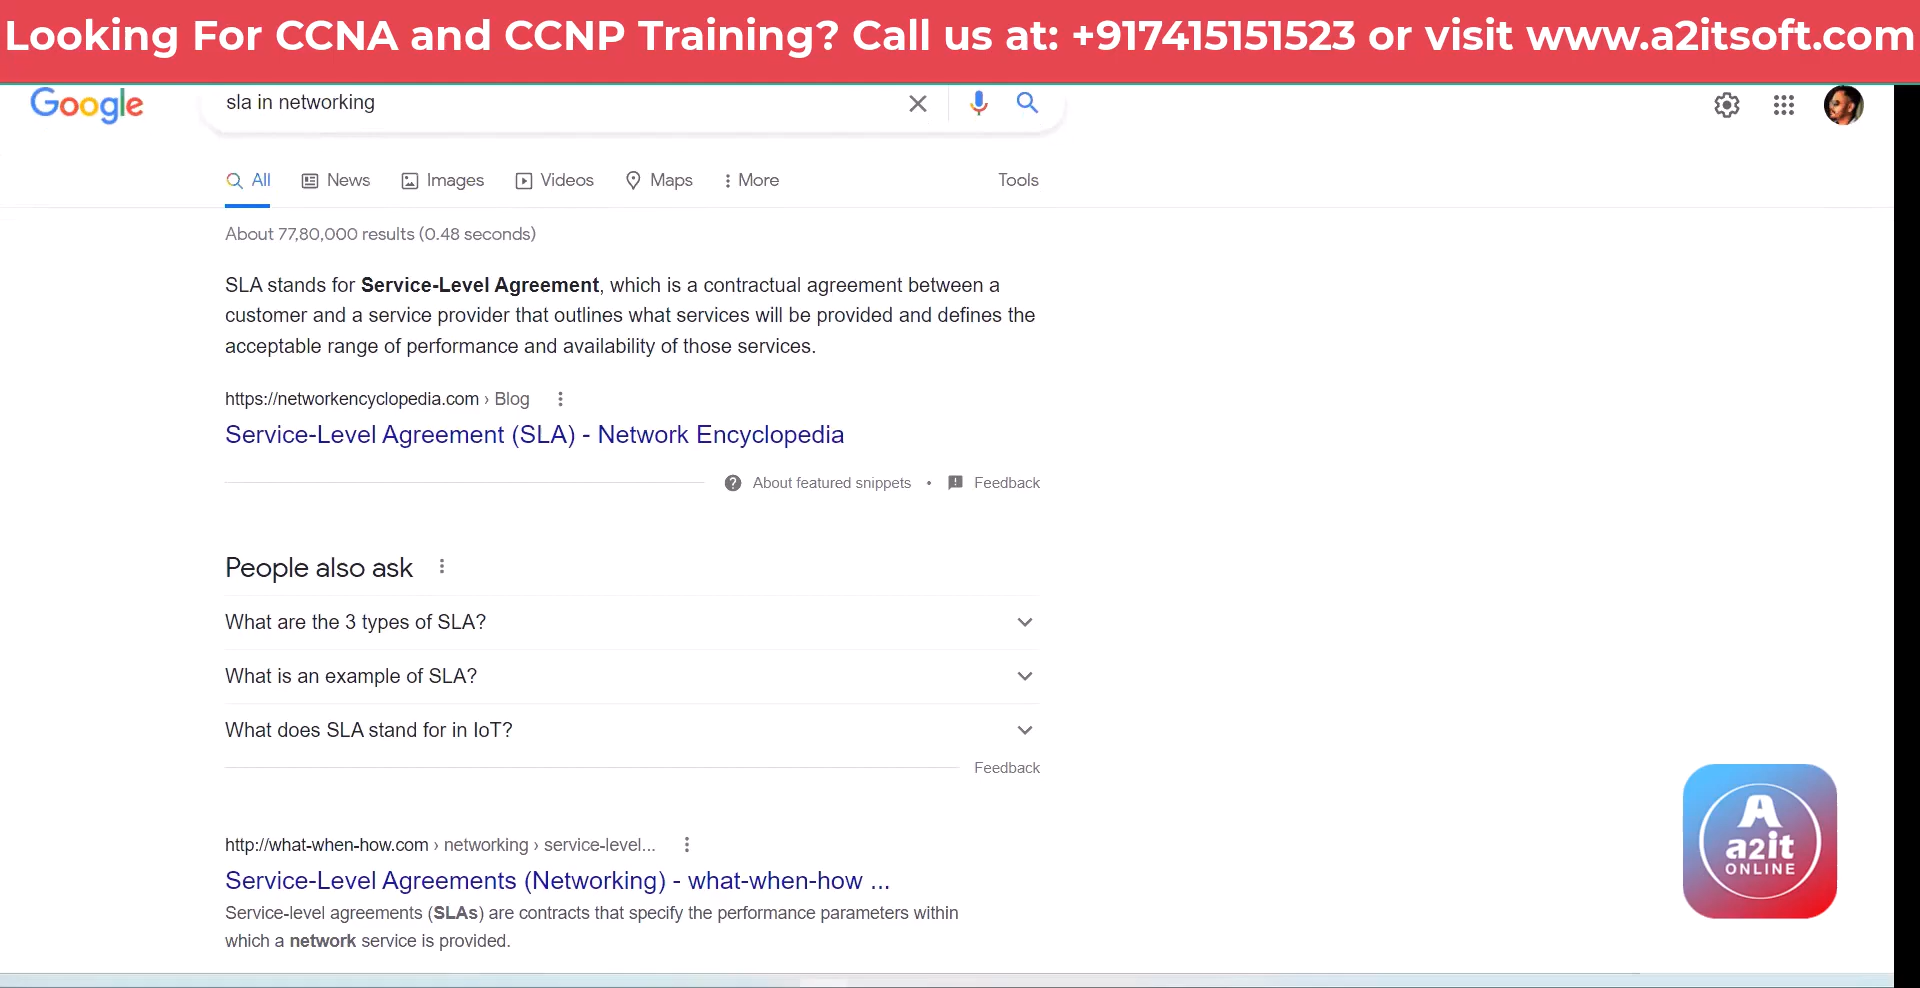 Looking For CCNA and CCNP Training? Call us at: +917415151523 or visit www.a2itsoft.com
Google
sla in networking
All
News
Images
Videos
Maps
More
Tools
About 77,80,000 results (0.48 seconds)
SLA stands for Service-Level Agreement, which is a contractual agreement between a
customer and a service provider that outlines what services will be provided and defines the
acceptable range of performance and availability of those services.
https://networkencyclopedia.com › Blog
Service-Level Agreement (SLA) - Network Encyclopedia
About featured snippets • Feedback
People also ask
What are the 3 types of SLA?
What is an example of SLA?
What does SLA stand for in IoT?
Feedback
http://what-when-how.com › networking › service-level...
Service-Level Agreements (Networking) - what-when-how ...
Service-level agreements (SLAs) are contracts that specify the performance parameters within
which a network service is provided.
A
a2it
ONLINE